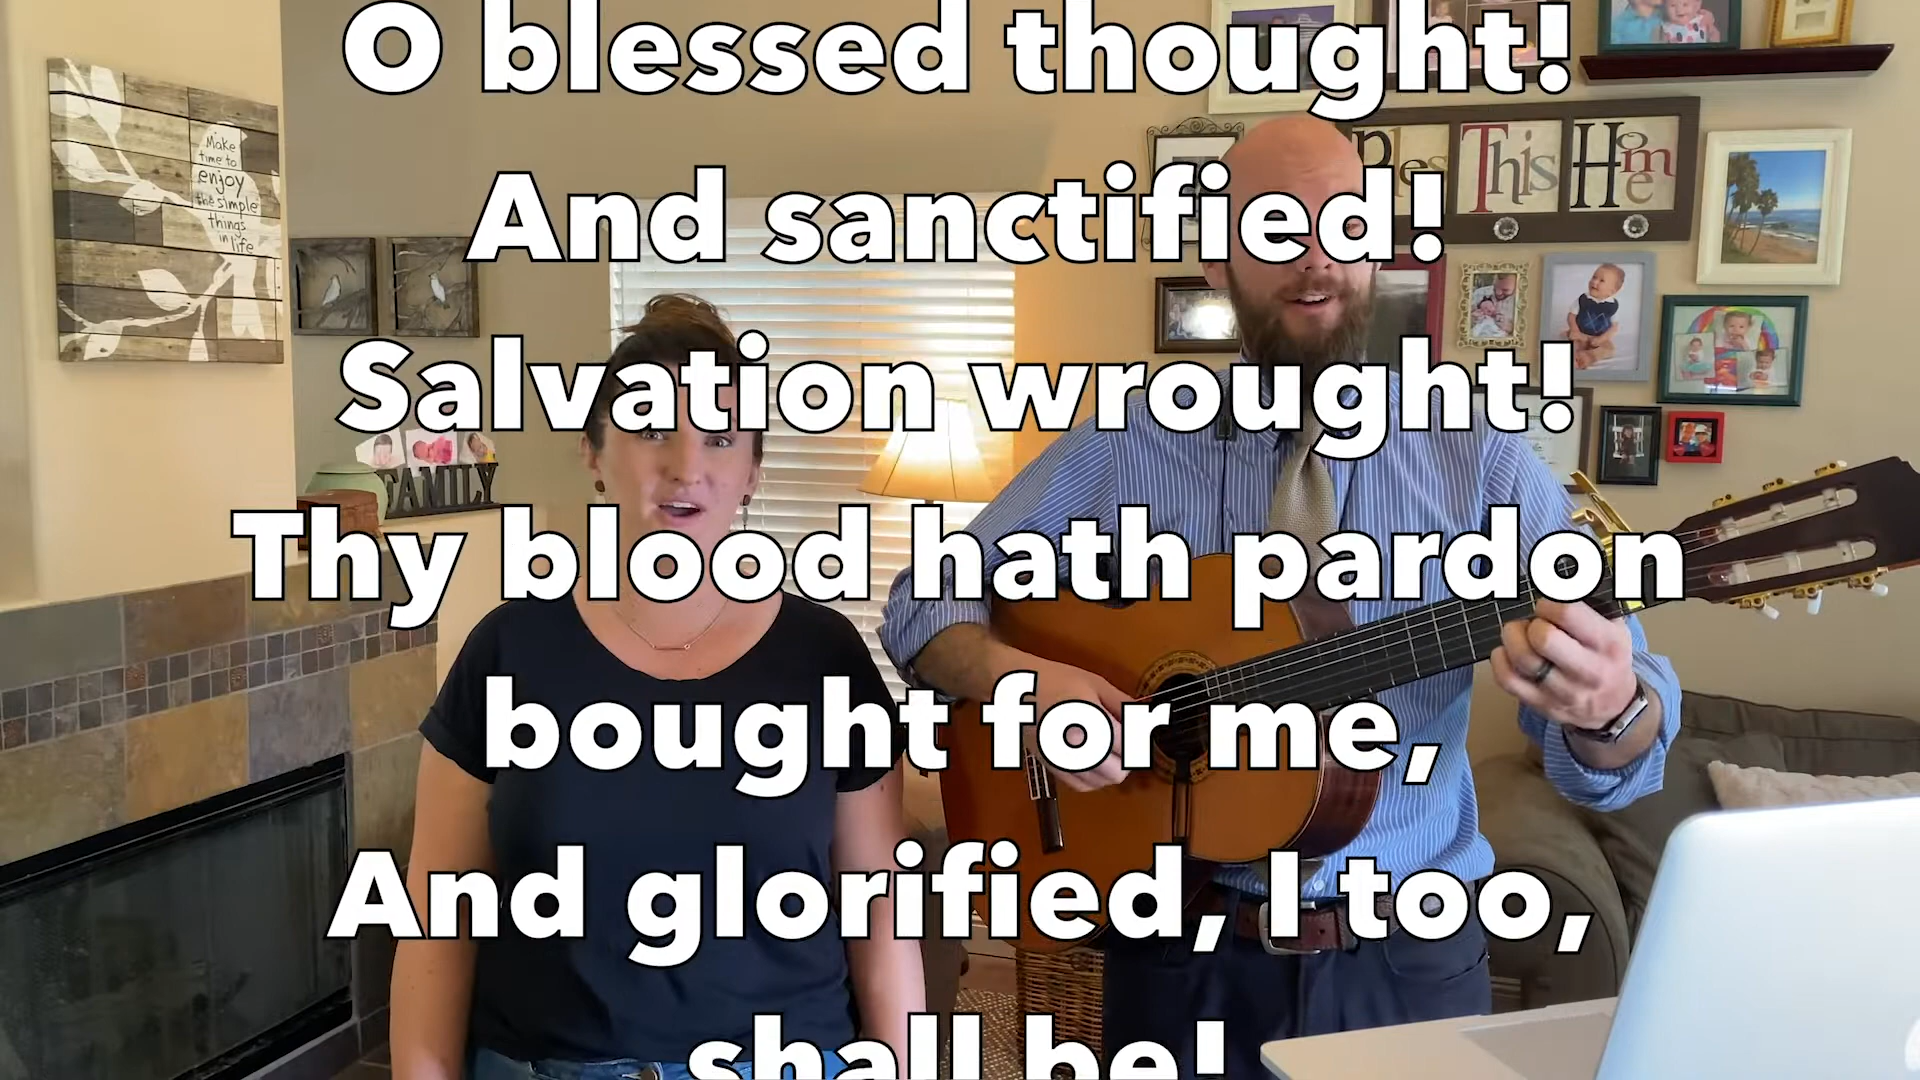 O blessed thought!
And sanctified!
Salvation wrought!
Thy blood hath pardon
bought for me,
And glorified, I too,
shall be!
Make
time to
enjoy
the simple
things
in life
This Home
FAMILY